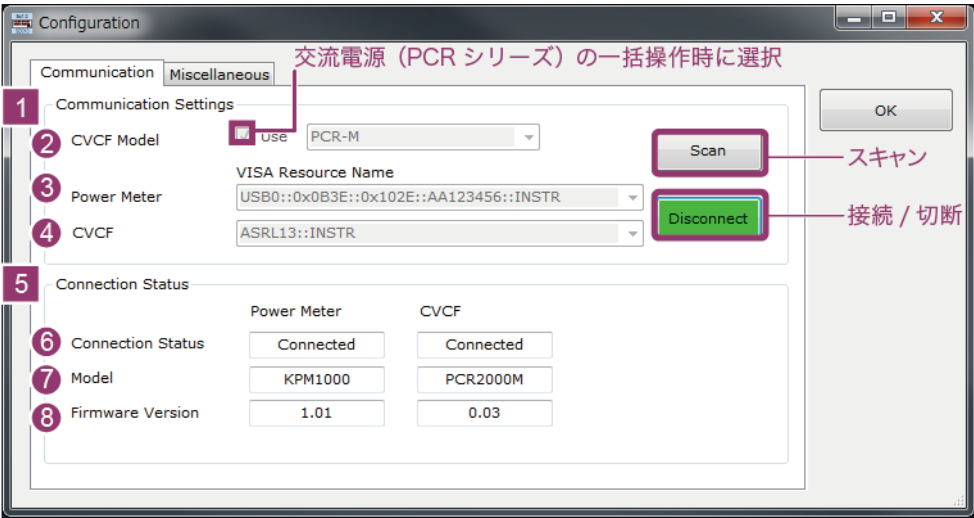 Configuration
交流電源（PCR シリーズ）の一括操作時に選択
Communication Miscellaneous
1 Communication Settings
OK
2 CVCF Model Use PCR-M
Scan スキャン
VISA Resource Name
3 Power Meter USB0::0x0B3E::0x102E::AA123456::INSTR
Disconnect 接続 / 切断
4 CVCF ASRL13::INSTR
5 Connection Status
Power Meter CVCF
6 Connection Status Connected Connected
7 Model KPM1000 PCR2000M
8 Firmware Version 1.01 0.03